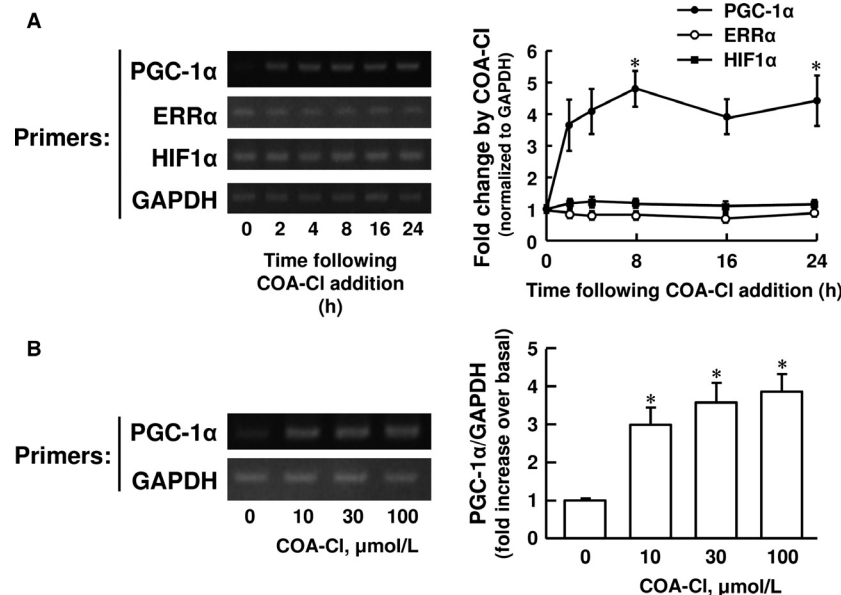 A
Primers:
PGC-1α
ERRα
HIF1α
GAPDH
0 2 4 8 16 24
Time following
COA-Cl addition
(h)
PGC-1α
ERRα
HIF1α
Fold change by COA-Cl
(normalized to GAPDH)
6
5
4
3
2
1
0
* *
0 8 16 24
Time following COA-Cl addition (h)
B
Primers:
PGC-1α
GAPDH
0 10 30 100
COA-Cl, μmol/L
PGC-1α/GAPDH
(fold increase over basal)
5
4
3
2
1
0
* * *
0 10 30 100
COA-Cl, μmol/L